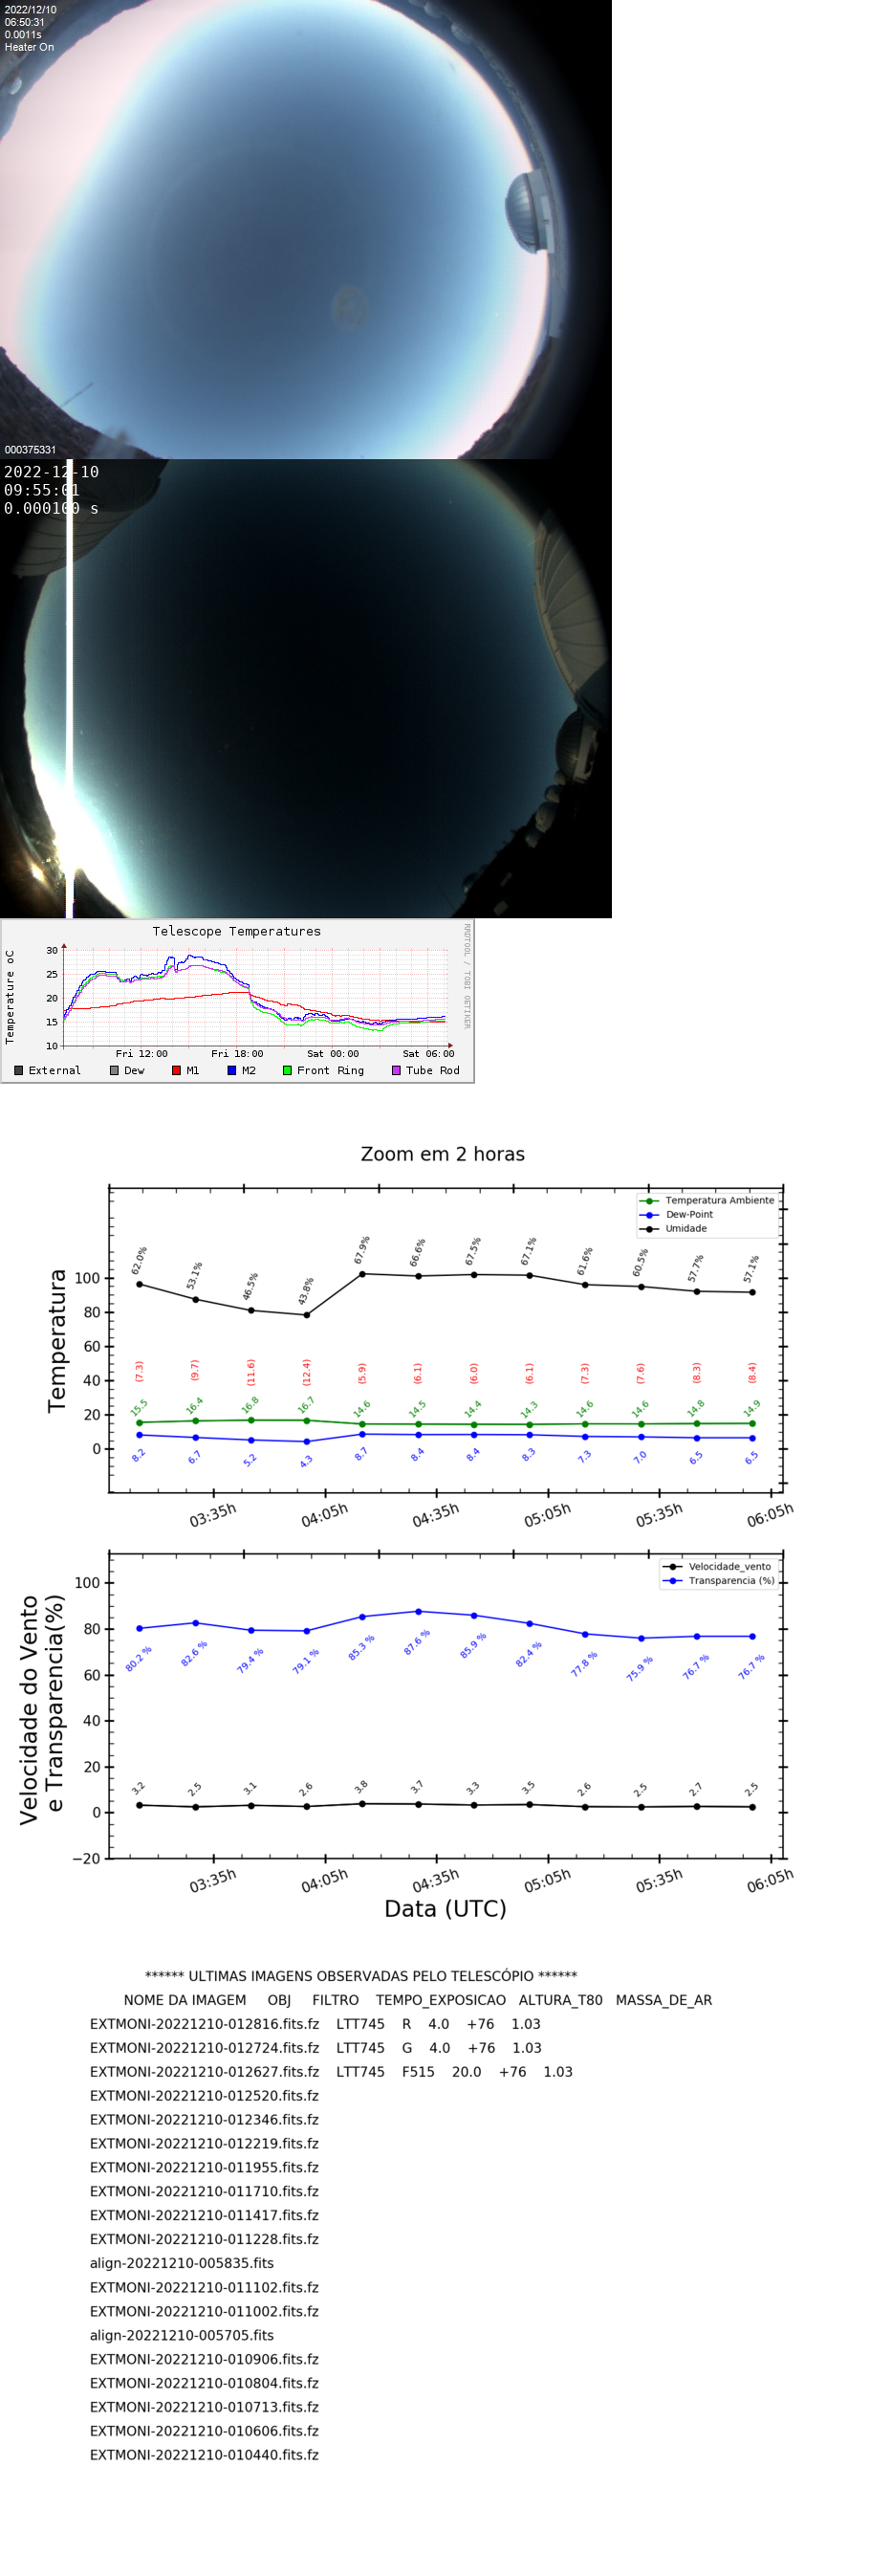 2022/12/10
06:50:31
0.0011s
Heater On
000375331
2022-12-10
09:55:01
0.000100 s
Telescope Temperatures
RRDTOOL / TOBI OETIKER
Temperature oC
30
25
20
15
10
Fri 12:00 Fri 18:00 Sat 00:00 Sat 06:00
External Dew M1 M2 Front Ring Tube Rod
Zoom em 2 horas
Temperatura Ambiente
Dew-Point
Umidade
Temperatura
100
80
60
40
20
0
62.0% 53.1% 46.5% 43.8% 67.9% 66.6% 67.5% 67.1% 61.6% 60.5% 57.7% 57.1%
(7.3) (9.7) (11.6) (12.4) (5.9) (6.1) (6.0) (6.1) (7.3) (7.6) (8.3) (8.4)
15.5 16.4 16.8 16.7 14.6 14.5 14.4 14.3 14.6 14.6 14.8 14.9
8.2 6.7 5.2 4.3 8.7 8.4 8.4 8.3 7.3 7.0 6.5 6.5
03:35h 04:05h 04:35h 05:05h 05:35h 06:05h
Velocidade_vento
Transparencia (%)
Velocidade do Vento
e Transparencia(%)
100
80
60
40
20
0
−20
80.2 % 82.6 % 79.4 % 79.1 % 85.3 % 87.6 % 85.9 % 82.4 % 77.8 % 75.9 % 76.7 % 76.7 %
3.2 2.5 3.1 2.6 3.8 3.7 3.3 3.5 2.6 2.5 2.7 2.5
03:35h 04:05h 04:35h 05:05h 05:35h 06:05h
Data (UTC)
****** ULTIMAS IMAGENS OBSERVADAS PELO TELESCÓPIO ******
NOME DA IMAGEM OBJ FILTRO TEMPO_EXPOSICAO ALTURA_T80 MASSA_DE_AR
EXTMONI-20221210-012816.fits.fz LTT745 R 4.0 +76 1.03
EXTMONI-20221210-012724.fits.fz LTT745 G 4.0 +76 1.03
EXTMONI-20221210-012627.fits.fz LTT745 F515 20.0 +76 1.03
EXTMONI-20221210-012520.fits.fz
EXTMONI-20221210-012346.fits.fz
EXTMONI-20221210-012219.fits.fz
EXTMONI-20221210-011955.fits.fz
EXTMONI-20221210-011710.fits.fz
EXTMONI-20221210-011417.fits.fz
EXTMONI-20221210-011228.fits.fz
align-20221210-005835.fits
EXTMONI-20221210-011102.fits.fz
EXTMONI-20221210-011002.fits.fz
align-20221210-005705.fits
EXTMONI-20221210-010906.fits.fz
EXTMONI-20221210-010804.fits.fz
EXTMONI-20221210-010713.fits.fz
EXTMONI-20221210-010606.fits.fz
EXTMONI-20221210-010440.fits.fz